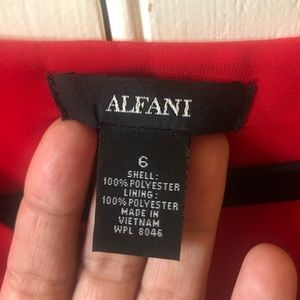 ALFANI
6
SHELL:
100% POLYESTER
LINING:
100% POLYESTER
MADE IN
VIETNAM
WPL 8046